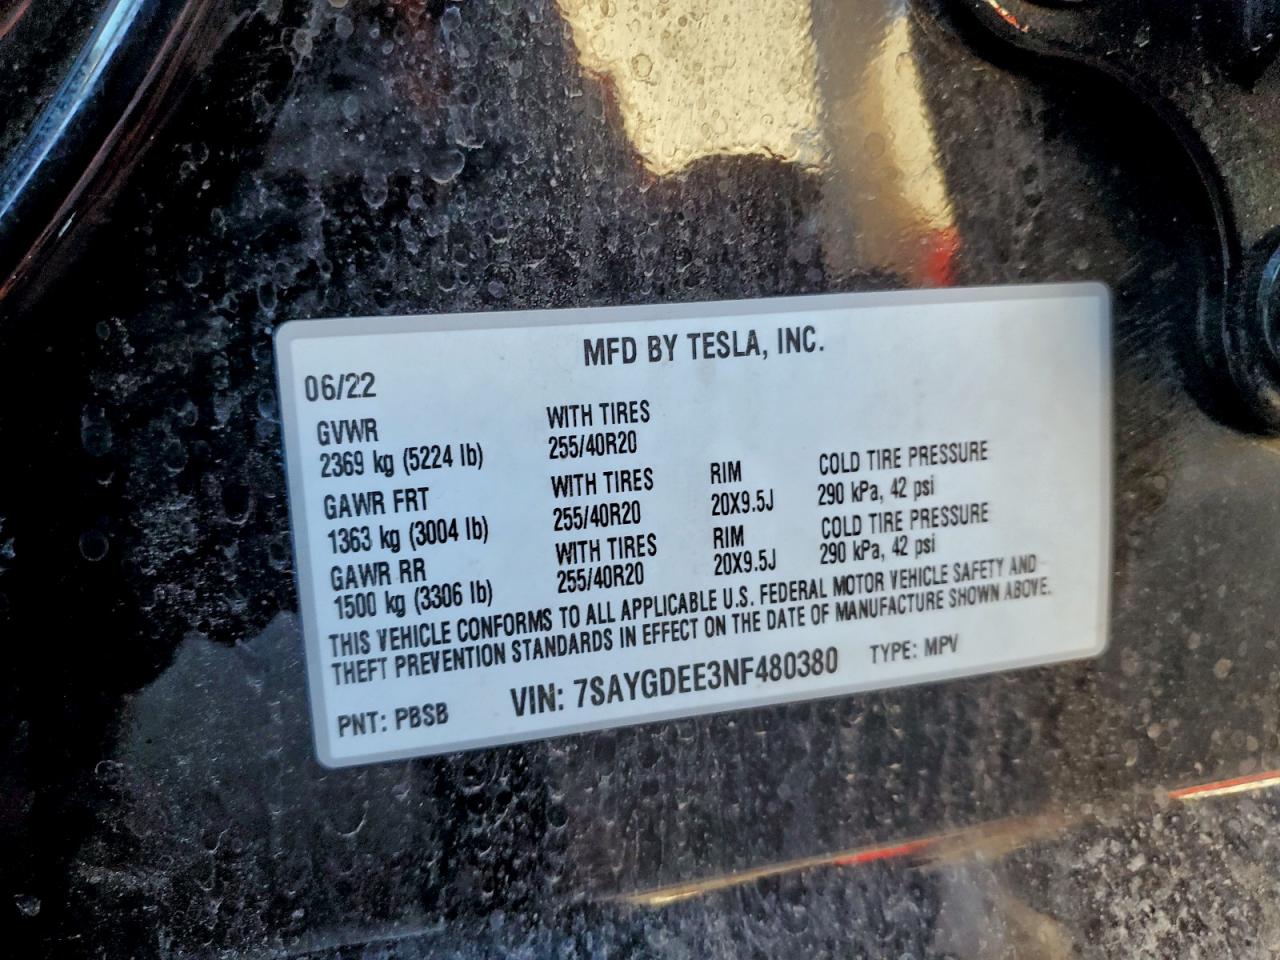 MFD BY TESLA, INC.
06/22
GVWR WITH TIRES
2369 kg (5224 lb) 255/40R20
GAWR FRT WITH TIRES RIM COLD TIRE PRESSURE
1363 kg (3004 lb) 255/40R20 20X9.5J 290 kPa, 42 psi
GAWR RR WITH TIRES RIM COLD TIRE PRESSURE
1500 kg (3306 lb) 255/40R20 20X9.5J 290 kPa, 42 psi
THIS VEHICLE CONFORMS TO ALL APPLICABLE U.S. FEDERAL MOTOR VEHICLE SAFETY AND
THEFT PREVENTION STANDARDS IN EFFECT ON THE DATE OF MANUFACTURE SHOWN ABOVE.
PNT: PBSB VIN: 7SAYGDEE3NF480380 TYPE: MPV